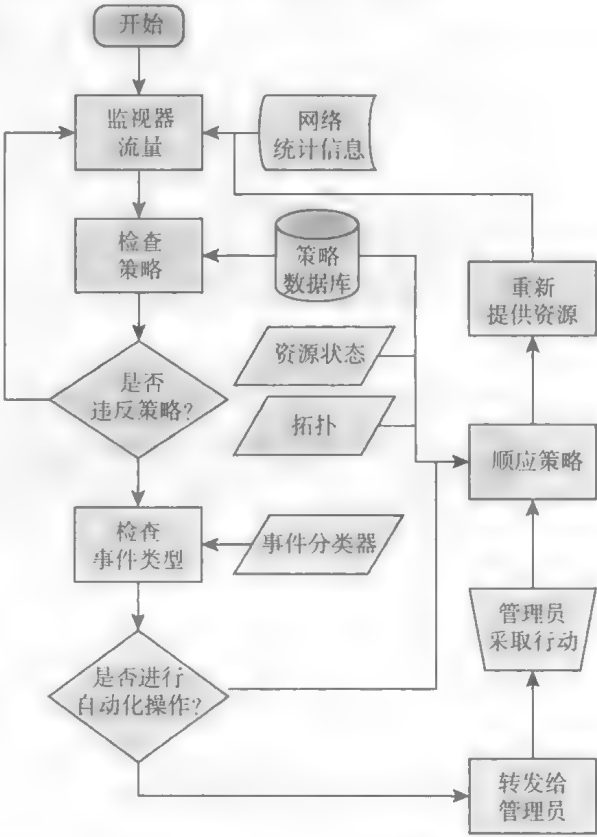 开始
监视器
流量
网络
统计信息
检查
策略
策略
数据库
重新
提供资源
资源状态
是否
违反策略?
拓扑
顺应策略
检查
事件类型
事件分类器
管理员
采取行动
是否进行
自动化操作?
转发给
管理员